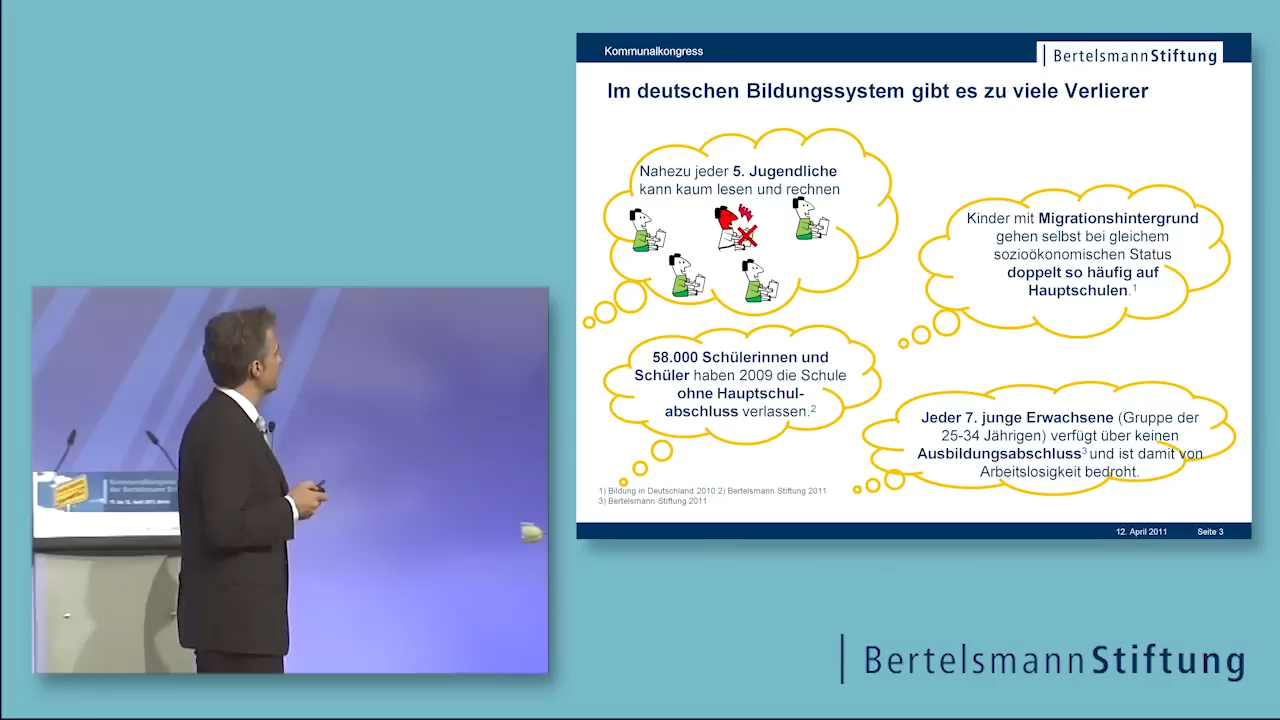 Kommunalkongress
BertelsmannStiftung
Im deutschen Bildungssystem gibt es zu viele Verlierer
Nahezu jeder 5. Jugendliche
kann kaum lesen und rechnen
Kinder mit Migrationshintergrund
gehen selbst bei gleichem
sozioökonomischen Status
doppelt so häufig auf
Hauptschulen.1
58.000 Schülerinnen und
Schüler haben 2009 die Schule
ohne Hauptschul-
abschluss verlassen.2
Jeder 7. junge Erwachsene (Gruppe der
25-34 Jährigen) verfügt über keinen
Ausbildungsabschluss3 und ist damit von
Arbeitslosigkeit bedroht.
1) Bildung in Deutschland 2010 2) Bertelsmann Stiftung 2011
3) Bertelsmann Stiftung 2011
12. April 2011 Seite 3
Kommunalkongress
der Bertelsmann
BertelsmannStiftung